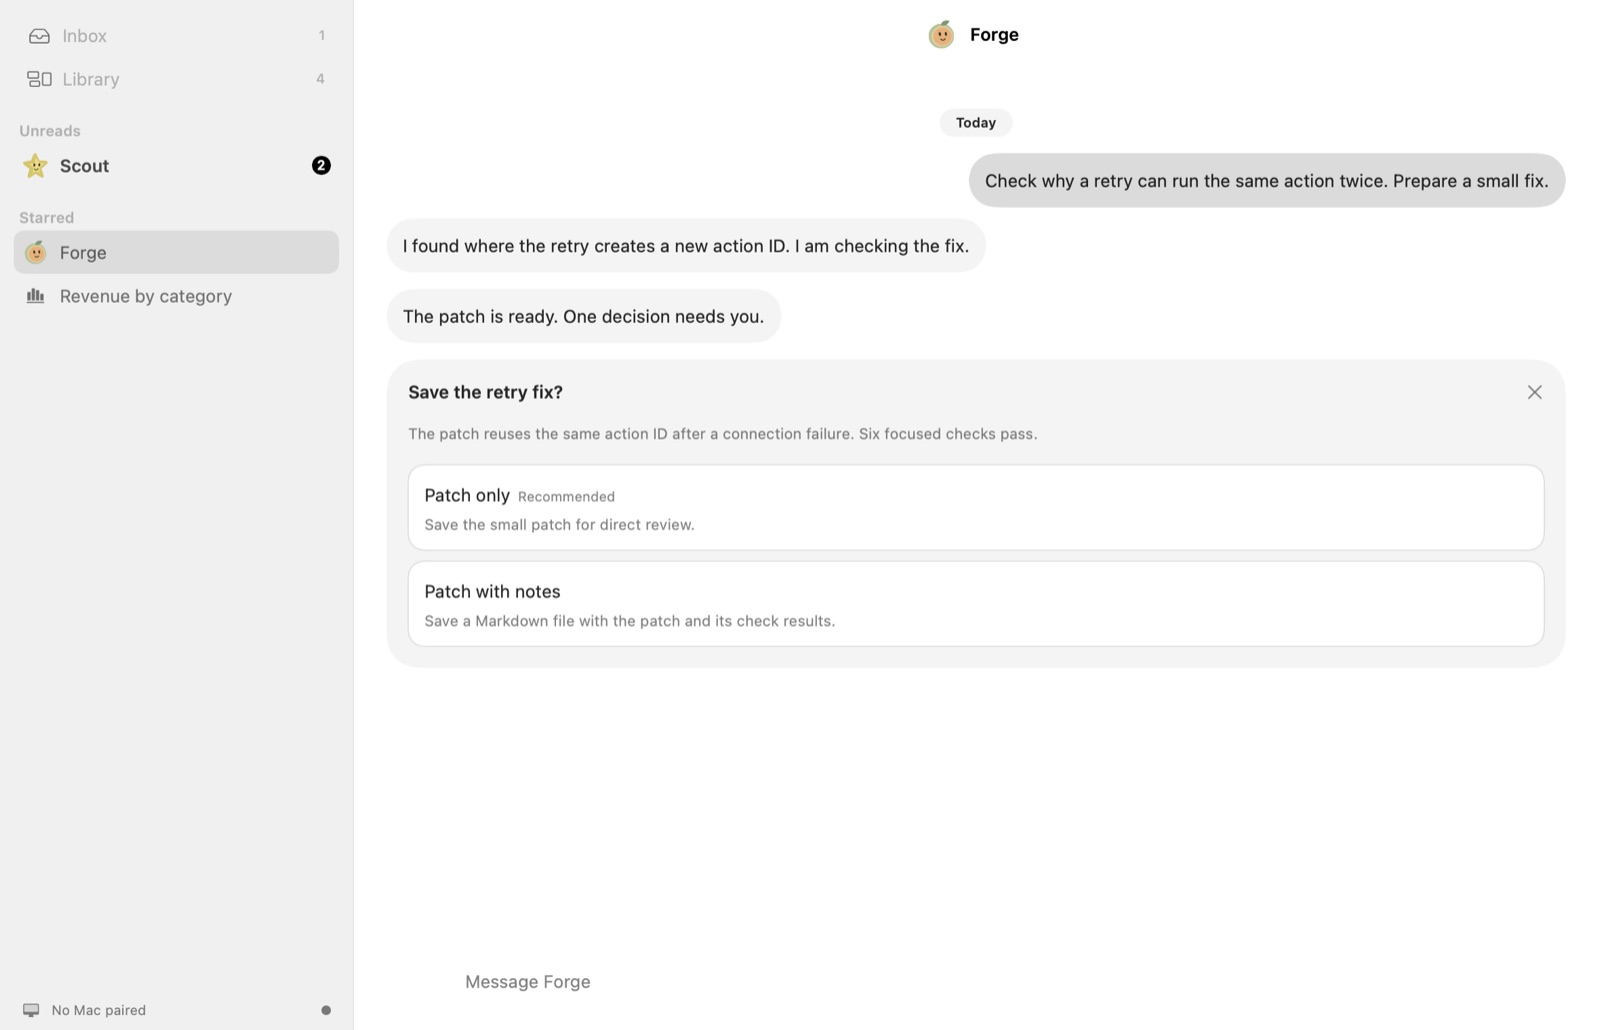 Inbox 1
Library 4
Unreads
Scout 2
Starred
Forge
Revenue by category
No Mac paired
Forge
Today
Check why a retry can run the same action twice. Prepare a small fix.
I found where the retry creates a new action ID. I am checking the fix.
The patch is ready. One decision needs you.
Save the retry fix?
The patch reuses the same action ID after a connection failure. Six focused checks pass.
Patch only Recommended
Save the small patch for direct review.
Patch with notes
Save a Markdown file with the patch and its check results.
Message Forge